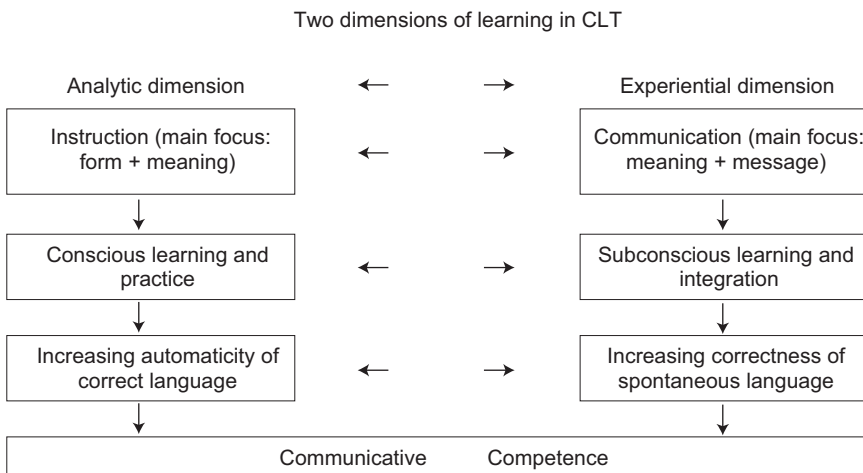 Two dimensions of learning in CLT
Analytic dimension
Experiential dimension
Instruction (main focus:
form + meaning)
Communication (main focus:
meaning + message)
Conscious learning and
practice
Subconscious learning and
integration
Increasing automaticity of
correct language
Increasing correctness of
spontaneous language
Communicative Competence